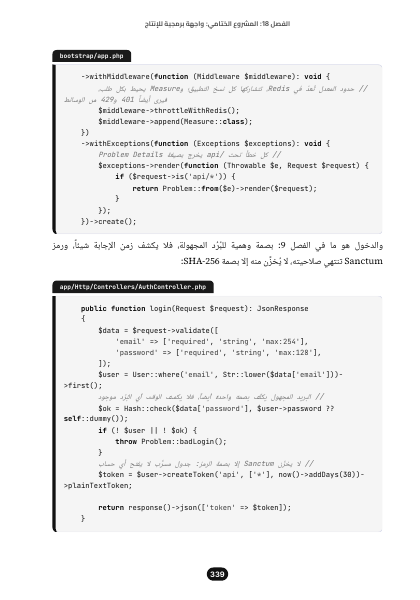 الفصل 18: المشروع الختامي: واجهة برمجية للإنتاج
bootstrap/app.php
->withMiddleware(function (Middleware $middleware): void {
// حدود المعدل تُعدّ في Redis، تتشاركها كل نسخ التطبيق؛ وMeasure يحيط بكل طلب،
فيرى أيضاً 401 و429 من الوسائط
$middleware->throttleWithRedis();
$middleware->append(Measure::class);
})
->withExceptions(function (Exceptions $exceptions): void {
// كل خطأ تحت /api يخرج بصيغة Problem Details
$exceptions->render(function (Throwable $e, Request $request) {
if ($request->is('api/*')) {
return Problem::from($e)->render($request);
}
});
})->create();
والدخول هو ما في الفصل 9: بصمة وهمية للبُرُد المجهولة، فلا يكشف زمن الإجابة شيئاً، ورمز
Sanctum تنتهي صلاحيته، لا يُخزَّن منه إلا بصمة SHA-256:
app/Http/Controllers/AuthController.php
public function login(Request $request): JsonResponse
{
$data = $request->validate([
'email' => ['required', 'string', 'max:254'],
'password' => ['required', 'string', 'max:128'],
]);
$user = User::where('email', Str::lower($data['email']))-
>first();
// البريد المجهول يكلّف بصمة واحدة أيضاً، فلا يكشف الوقت أي البُرُد موجود
$ok = Hash::check($data['password'], $user->password ??
self::dummy());
if (! $user || ! $ok) {
throw Problem::badLogin();
}
// لا يخزّن Sanctum إلا بصمة الرمز: جدول مسرَّب لا يفتح أي حساب
$token = $user->createToken('api', ['*'], now()->addDays(30))-
>plainTextToken;
return response()->json(['token' => $token]);
}
339